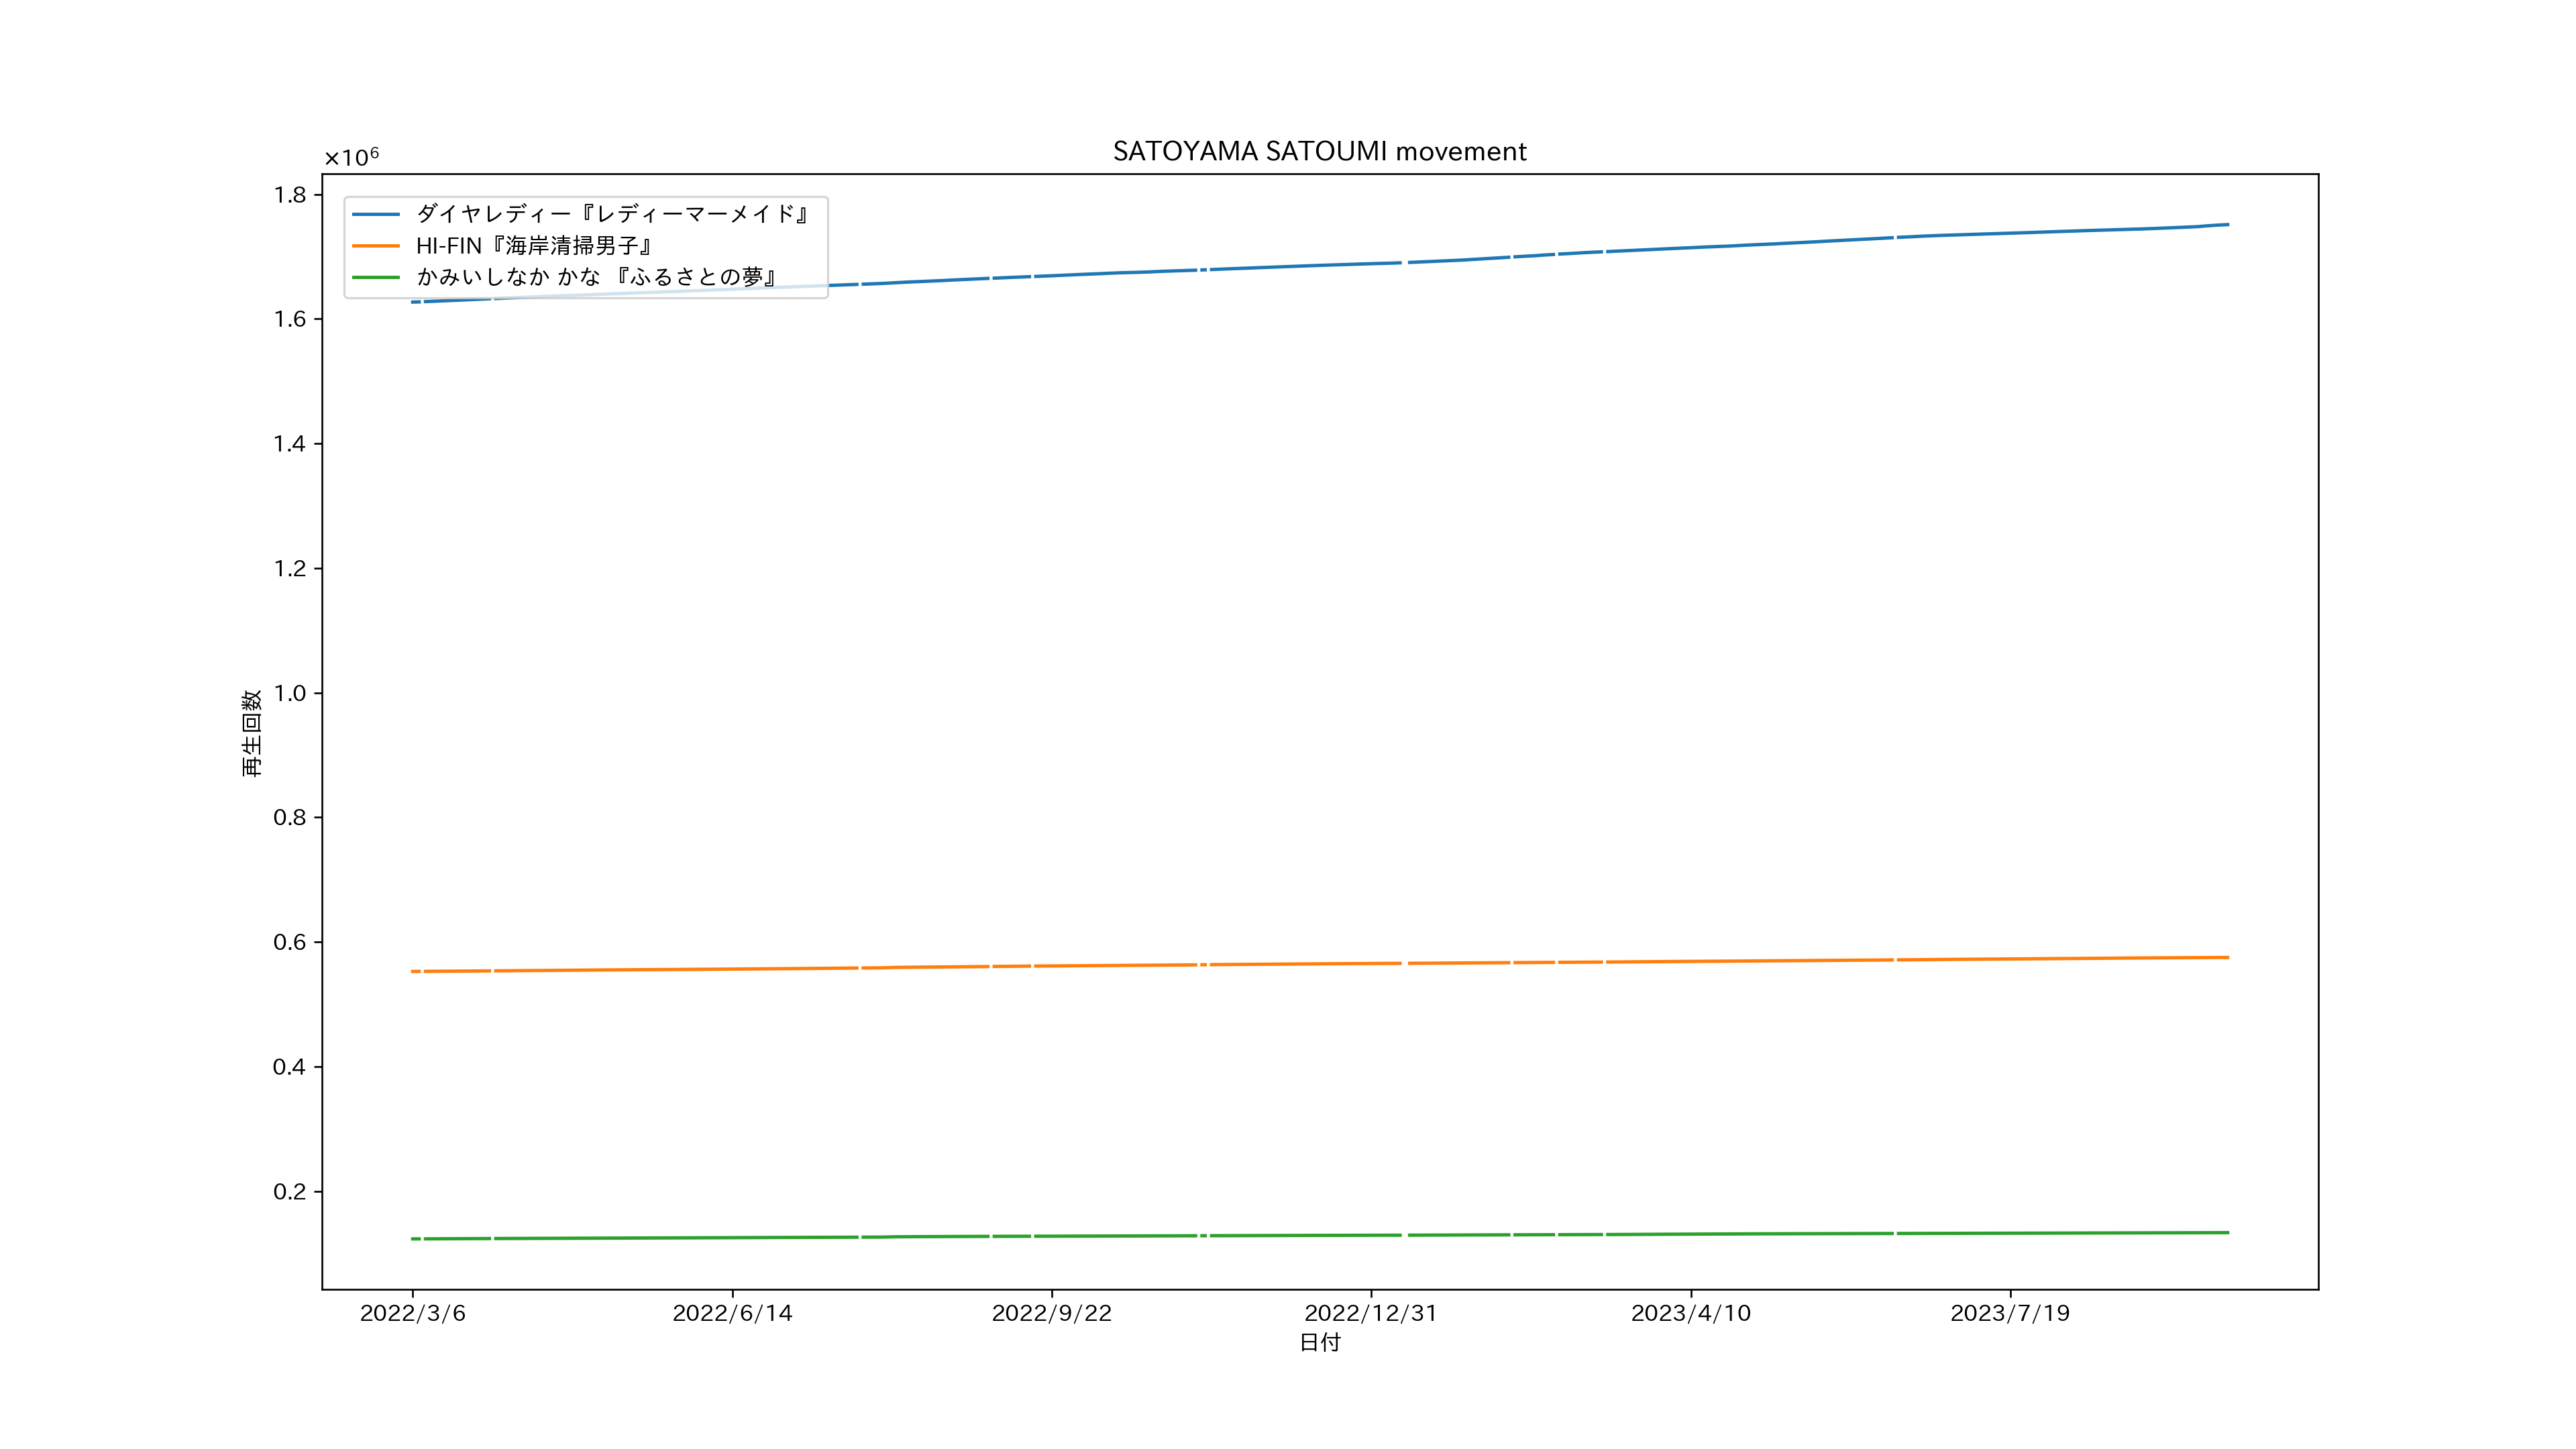 SATOYAMA SATOUMI movement
×10⁶
ダイヤレディー『レディーマーメイド』
HI-FIN『海岸清掃男子』
かみいしなか かな 『ふるさとの夢』
1.8
1.6
1.4
1.2
1.0
0.8
0.6
0.4
0.2
再生回数
2022/3/6
2022/6/14
2022/9/22
2022/12/31
2023/4/10
2023/7/19
日付